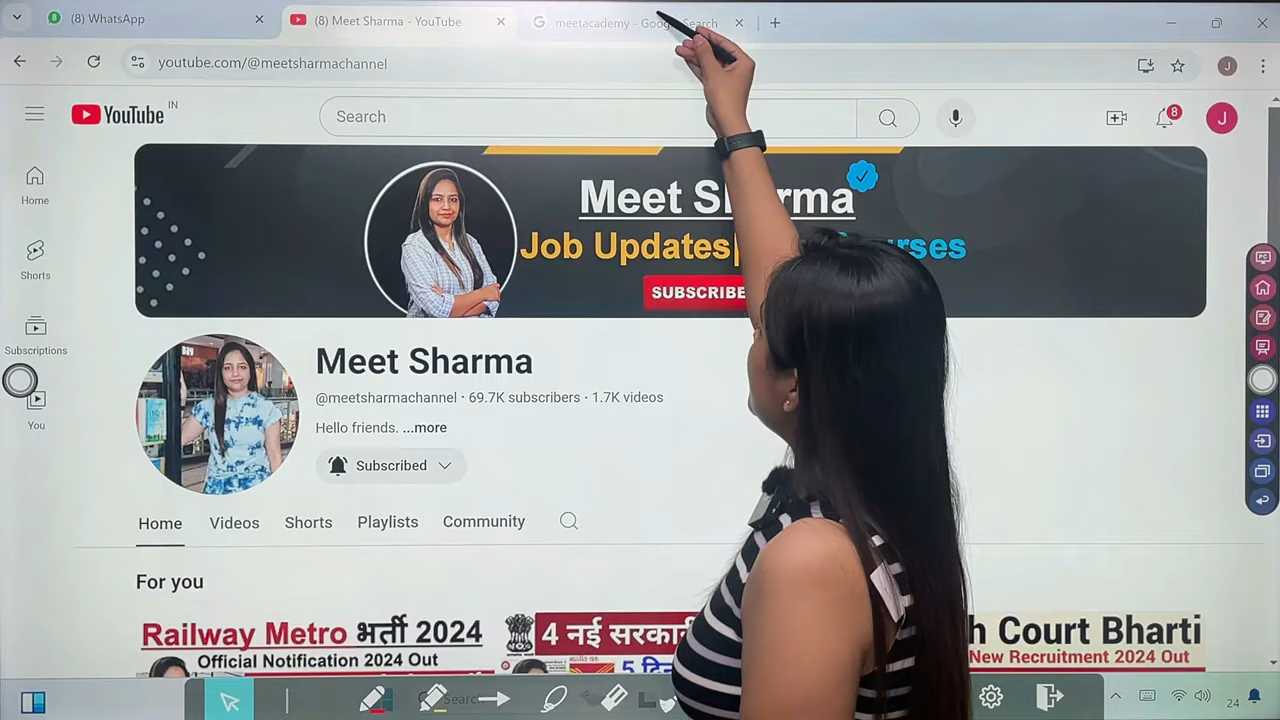 (8) WhatsApp
(8) Meet Sharma - YouTube
meetacademy - Google Search
youtube.com/@meetsharmachannel
J
YouTube IN
Search
8
J
Home
Shorts
Subscriptions
You
Meet Sharma
Job Updates
SUBSCRIBE
Meet Sharma
@meetsharmachannel · 69.7K subscribers · 1.7K videos
Hello friends. ...more
Subscribed
Home Videos Shorts Playlists Community
For you
Railway Metro भर्ती 2024
Official Notification 2024 Out
4 नई
5
Court Bharti
New Recruitment 2024 Out
24